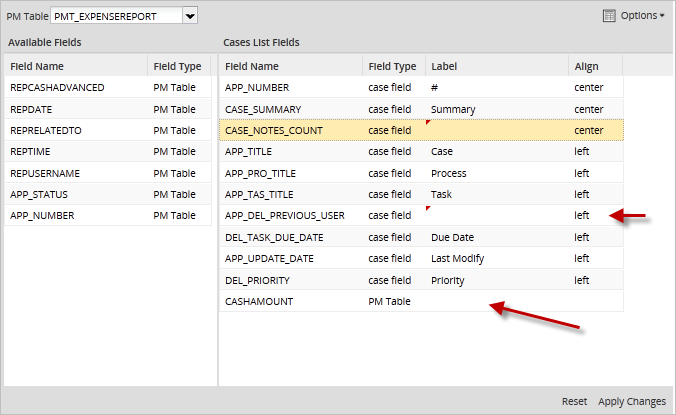 PM Table PMT_EXPENSEREPORT Options
Available Fields Cases List Fields
Field Name Field Type Field Name Field Type Label Align
REPCASHADVANCED PM Table APP_NUMBER case field # center
REPDATE PM Table CASE_SUMMARY case field Summary center
REPRELATEDTO PM Table CASE_NOTES_COUNT case field center
REPTIME PM Table APP_TITLE case field Case left
REPUSERNAME PM Table APP_PRO_TITLE case field Process left
APP_STATUS PM Table APP_TAS_TITLE case field Task left
APP_NUMBER PM Table APP_DEL_PREVIOUS_USER case field left
DEL_TASK_DUE_DATE case field Due Date left
APP_UPDATE_DATE case field Last Modify left
DEL_PRIORITY case field Priority left
CASHAMOUNT PM Table
Reset Apply Changes